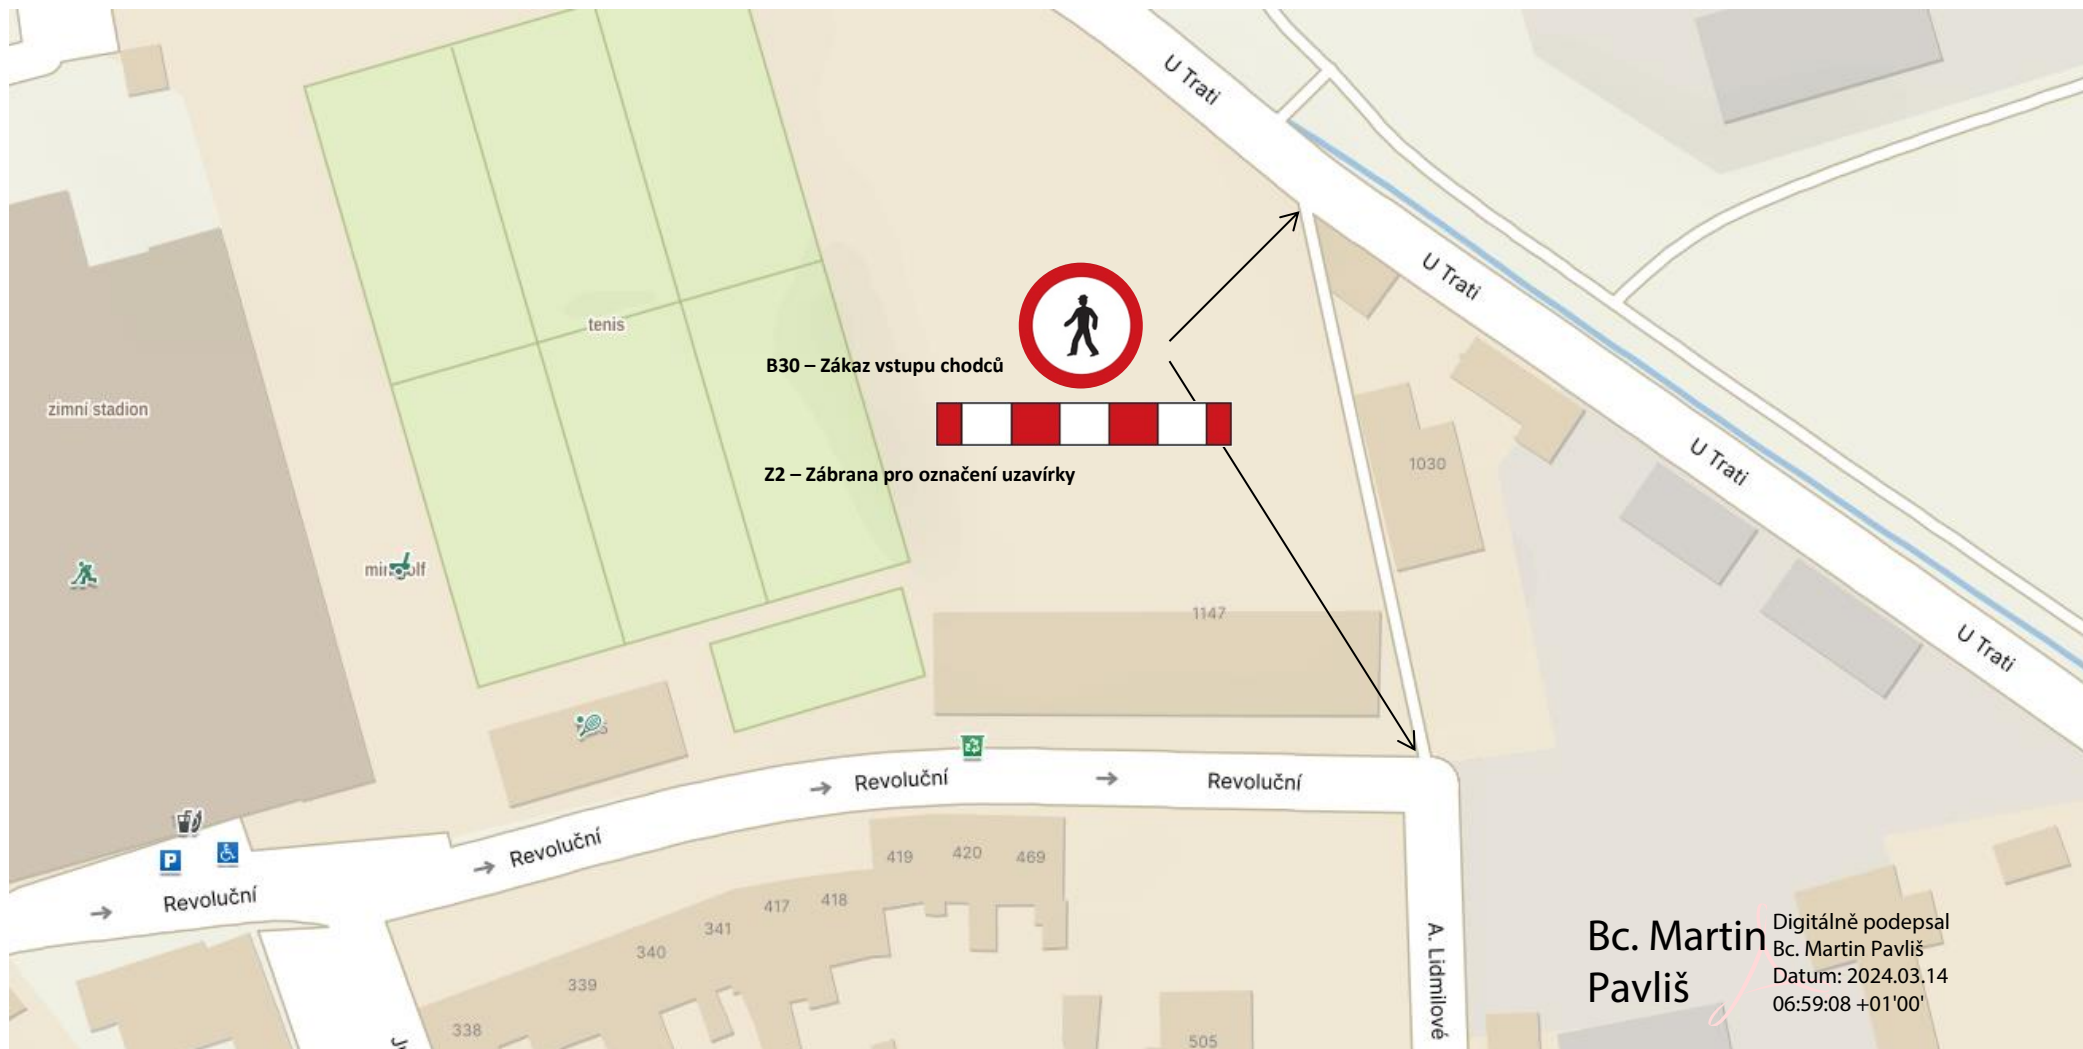 U Trati
U Trati
tenis
B30 – Zákaz vstupu chodců
zimní stadion
U Trati
1030
Z2 – Zábrana pro označení uzavírky
minigolf
1147
U Trati
Revoluční
Revoluční
Revoluční
P
Revoluční
419
420
469
417
418
341
340
339
338
505
A. Lidmilové
Bc. Martin
Pavliš
Digitálně podepsal
Bc. Martin Pavliš
Datum: 2024.03.14
06:59:08 +01'00'